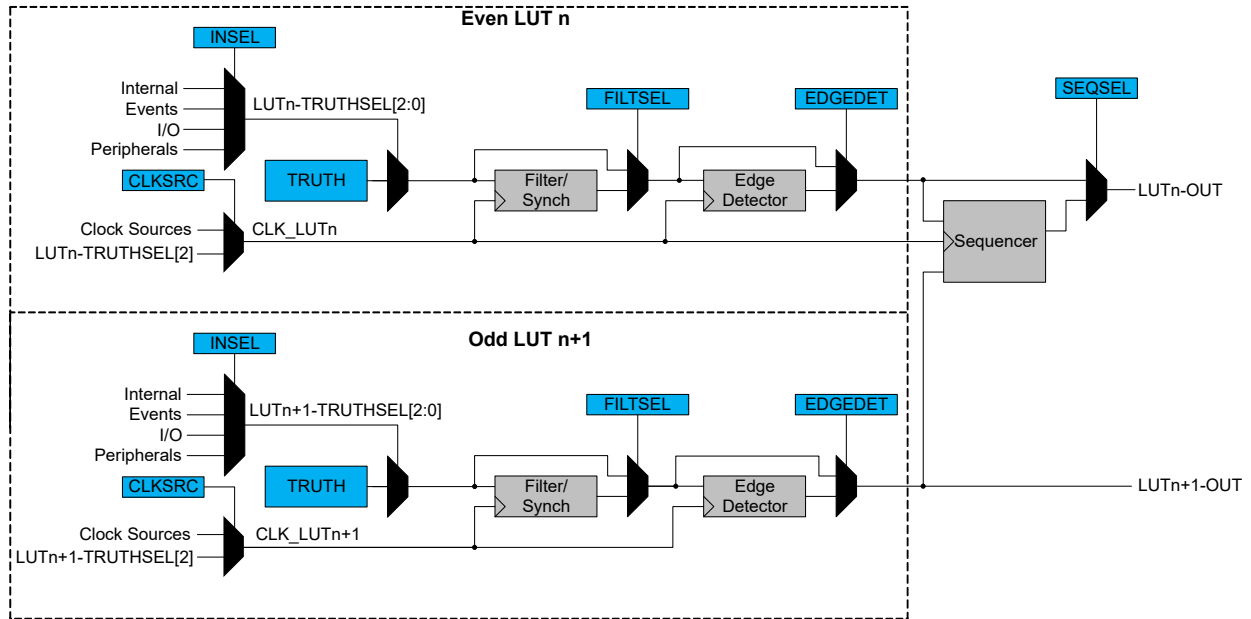 Even LUT n
INSEL
Internal
Events
I/O
Peripherals
LUTn-TRUTHSEL[2:0]
FILTSEL
EDGEDET
SEQSEL
CLKSRC
TRUTH
Filter/
Synch
Edge
Detector
LUTn-OUT
Clock Sources
LUTn-TRUTHSEL[2]
CLK_LUTn
Sequencer
Odd LUT n+1
INSEL
Internal
Events
I/O
Peripherals
LUTn+1-TRUTHSEL[2:0]
FILTSEL
EDGEDET
CLKSRC
TRUTH
Filter/
Synch
Edge
Detector
LUTn+1-OUT
Clock Sources
LUTn+1-TRUTHSEL[2]
CLK_LUTn+1